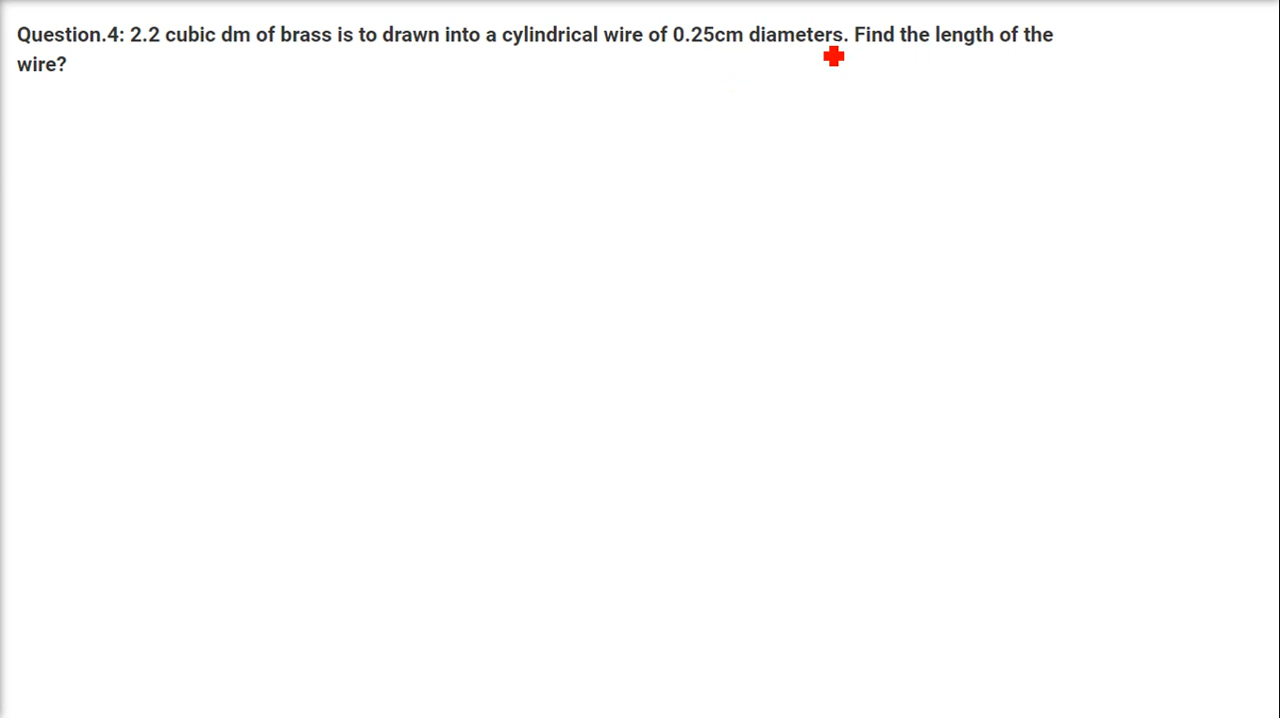 Question.4: 2.2 cubic dm of brass is to drawn into a cylindrical wire of 0.25cm diameters. Find the length of the
wire?